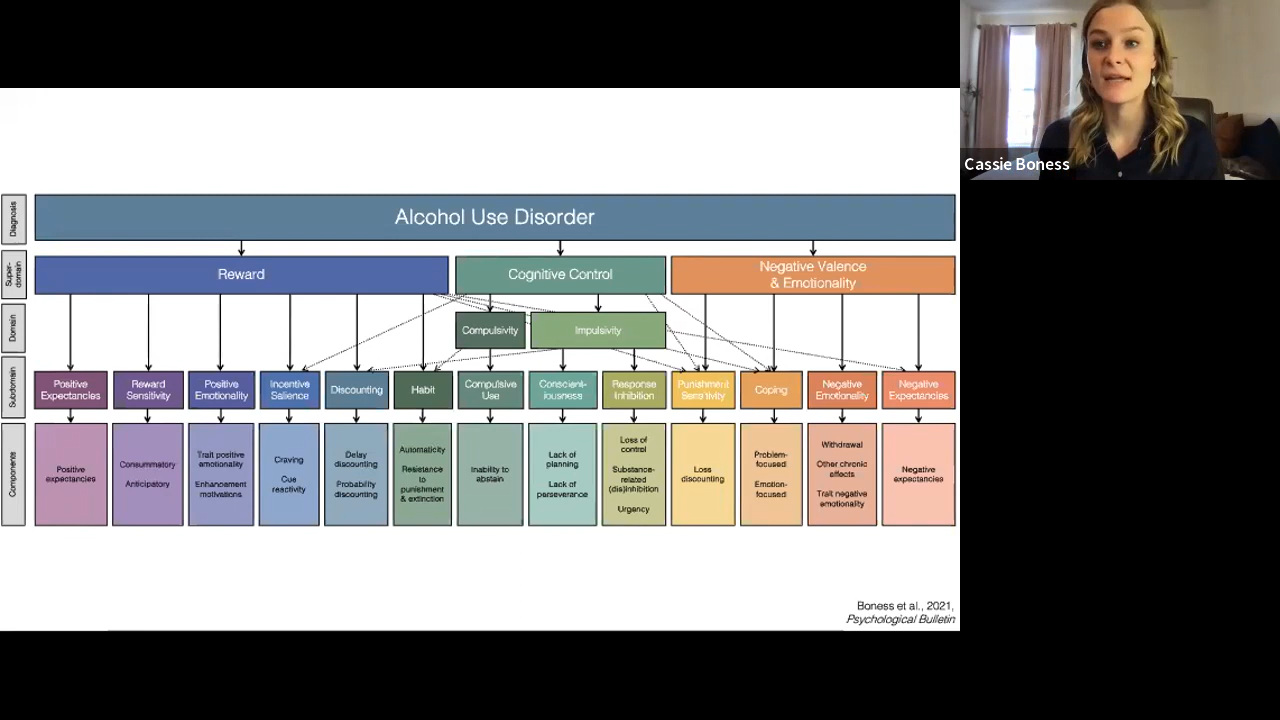 Cassie Boness
Diagnosis
Alcohol Use Disorder
Super-
domain
Reward
Cognitive Control
Negative Valence
& Emotionality
Domain
Compulsivity
Impulsivity
Subdomain
Positive
Expectancies
Reward
Sensitivity
Positive
Emotionality
Incentive
Salience
Discounting
Habit
Compulsive
Use
Conscient-
iousness
Response
Inhibition
Punishment
Sensitivity
Coping
Negative
Emotionality
Negative
Expectancies
Components
Positive
expectancies
Consummatory
Anticipatory
Trait positive
emotionality
Enhancement
motivations
Craving
Cue
reactivity
Delay
discounting
Probability
discounting
Automaticity
Resistance
to
punishment
& extinction
Inability to
abstain
Lack of
planning
Lack of
perseverance
Loss of
control
Substance-
related
(dis)inhibition
Urgency
Loss
discounting
Problem-
focused
Emotion-
focused
Withdrawal
Other chronic
effects
Trait negative
emotionality
Negative
expectancies
Boness et al., 2021,
Psychological Bulletin